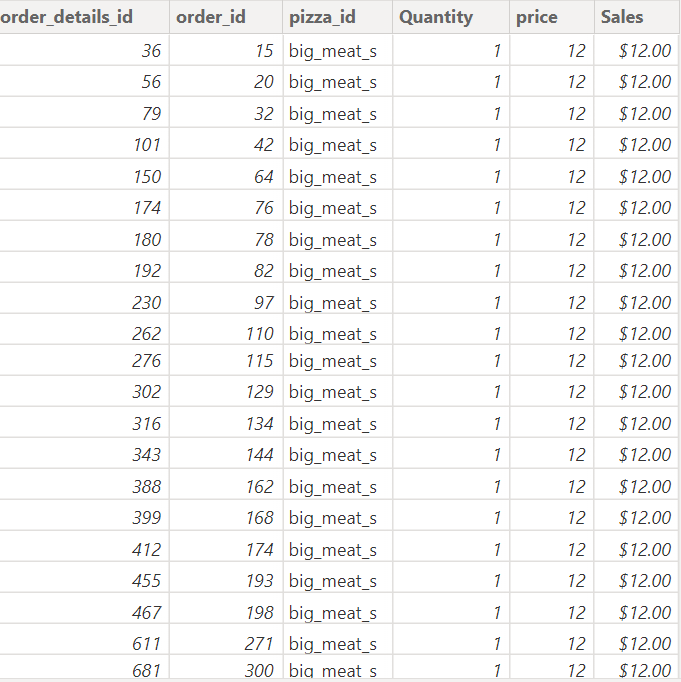 order_details_id order_id pizza_id Quantity price Sales
36 15 big_meat_s 1 12 $12.00
56 20 big_meat_s 1 12 $12.00
79 32 big_meat_s 1 12 $12.00
101 42 big_meat_s 1 12 $12.00
150 64 big_meat_s 1 12 $12.00
174 76 big_meat_s 1 12 $12.00
180 78 big_meat_s 1 12 $12.00
192 82 big_meat_s 1 12 $12.00
230 97 big_meat_s 1 12 $12.00
262 110 big_meat_s 1 12 $12.00
276 115 big_meat_s 1 12 $12.00
302 129 big_meat_s 1 12 $12.00
316 134 big_meat_s 1 12 $12.00
343 144 big_meat_s 1 12 $12.00
388 162 big_meat_s 1 12 $12.00
399 168 big_meat_s 1 12 $12.00
412 174 big_meat_s 1 12 $12.00
455 193 big_meat_s 1 12 $12.00
467 198 big_meat_s 1 12 $12.00
611 271 big_meat_s 1 12 $12.00
681 300 big_meat_s 1 12 $12.00